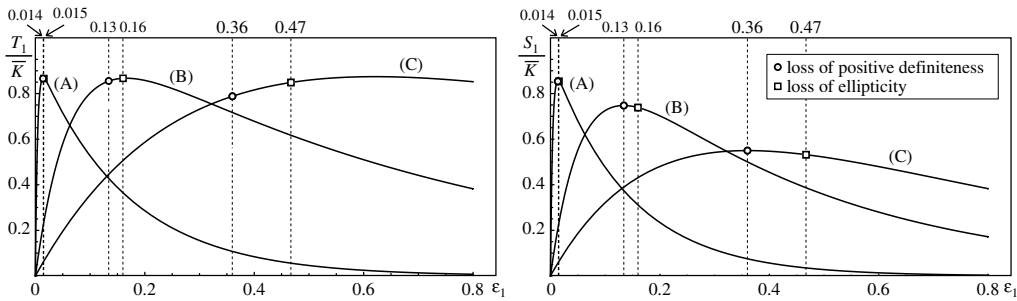 0.014 0.015 0.13 0.16 0.36 0.47
T1
K̅
(A) (B) (C)
0.8
0.6
0.4
0.2
0 0.2 0.4 0.6 0.8 ε1
0.014 0.015 0.13 0.16 0.36 0.47
S1
K̅
loss of positive definiteness
loss of ellipticity
(A) (B) (C)
0.8
0.6
0.4
0.2
0 0.2 0.4 0.6 0.8 ε1